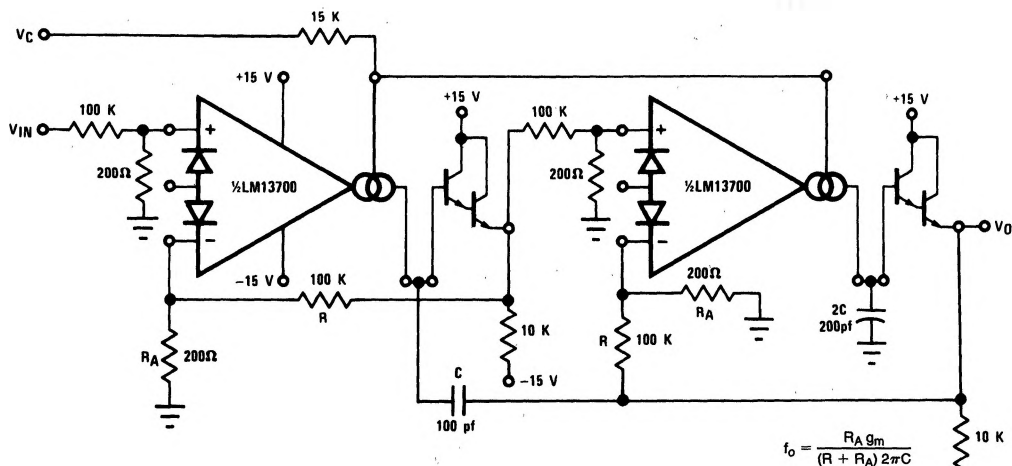 15 K
VC
+15 V
+15 V
+15 V
100 K
100 K
VIN
+
+
200Ω
½LM13700
200Ω
½LM13700
VO
−
−
-15 V
100 K
R
200Ω
RA
2C
200pf
10 K
R
100 K
RA
200Ω
-15 V
C
100 pf
10 K
fo = RA gm / (R + RA) 2πC